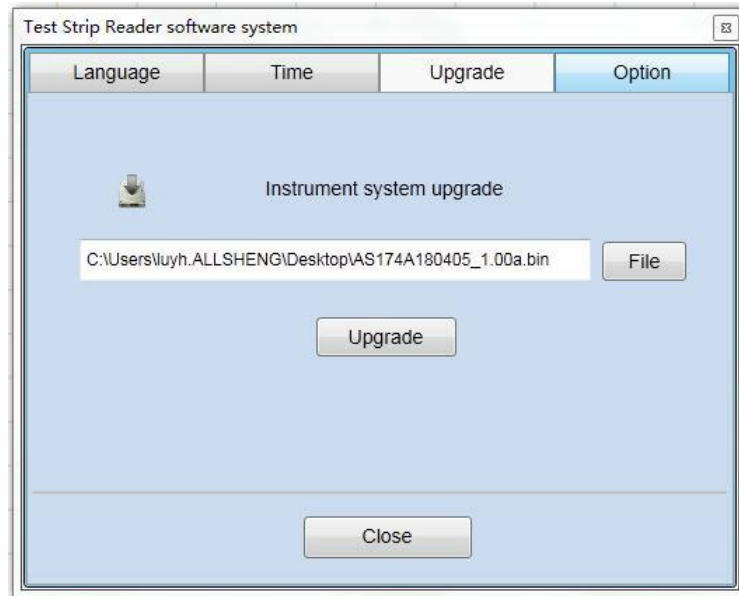 Test Strip Reader software system
Language Time Upgrade Option
Instrument system upgrade
C:\Users\luyh.ALLSHENG\Desktop\AS174A180405_1.00a.bin File
Upgrade
Close